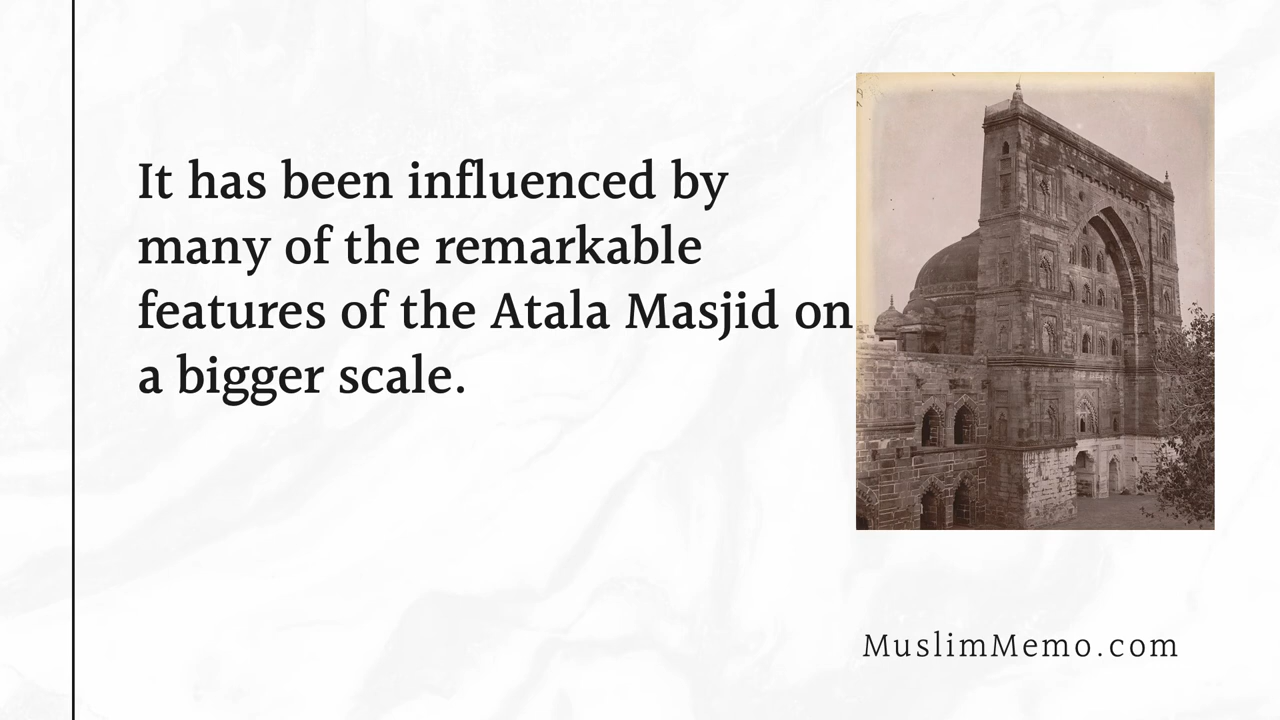 It has been influenced by
many of the remarkable
features of the Atala Masjid on
a bigger scale.
MuslimMemo.com